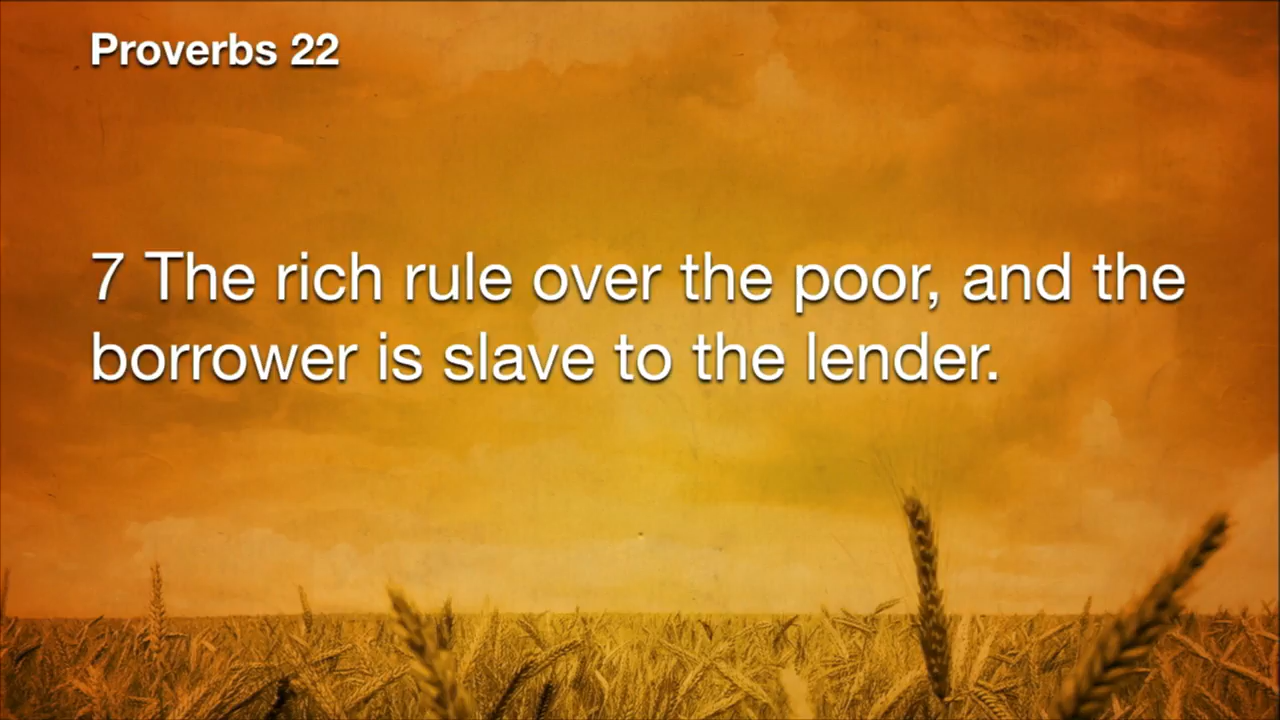 Proverbs 22
7 The rich rule over the poor, and the
borrower is slave to the lender.